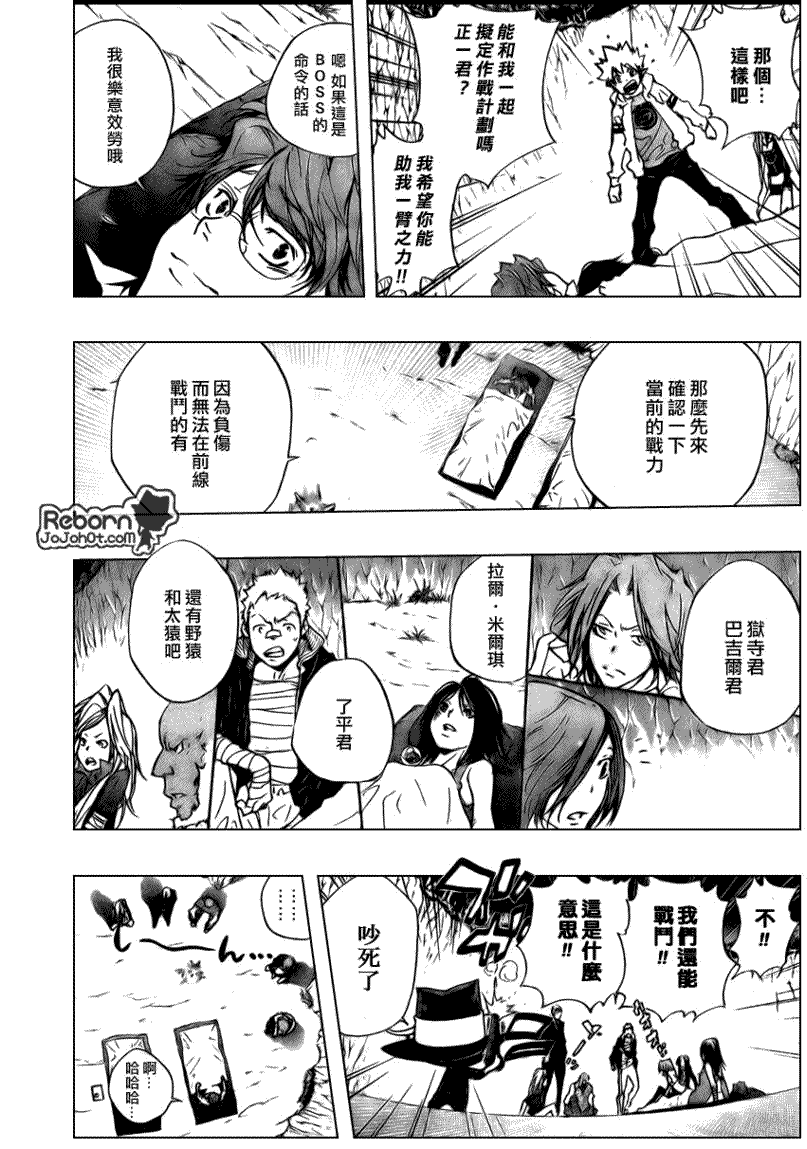 那個…
這樣吧
能和我一起
擬定作戰計劃嗎
正一君？
我希望你能
助我一臂之力!!
嗯 如果這是
BOSS的
命令的話
我很樂意效勞哦
那麼先來
確認一下
當前的戰力
因為負傷
而無法在前線
戰鬥的有
Reborn
JoJoHOt.com
獄寺君
巴吉爾君
拉爾．米爾琪
了平君
還有野猿
和太猿吧
不!!
我們還能
戰鬥!!
這是什麼
意思!!
吵死了
……
し～ん…
啊…
哈哈哈…